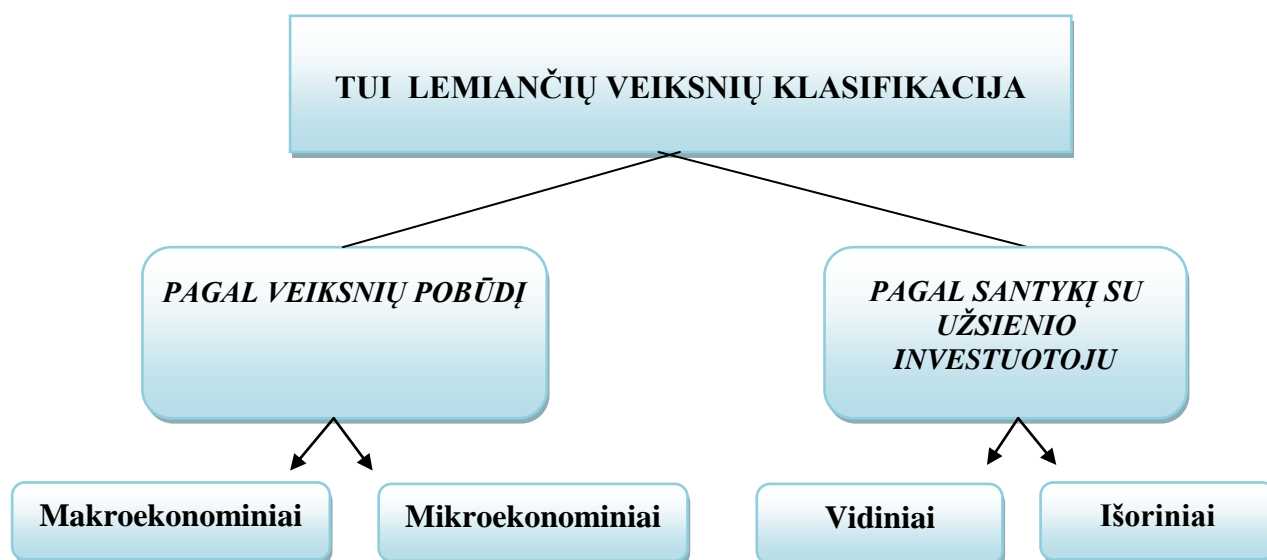 TUI LEMIANČIŲ VEIKSNIŲ KLASIFIKACIJA
PAGAL VEIKSNIŲ POBŪDĮ
PAGAL SANTYKĮ SU
UŽSIENIO
INVESTUOTOJU
Makroekonominiai
Mikroekonominiai
Vidiniai
Išoriniai